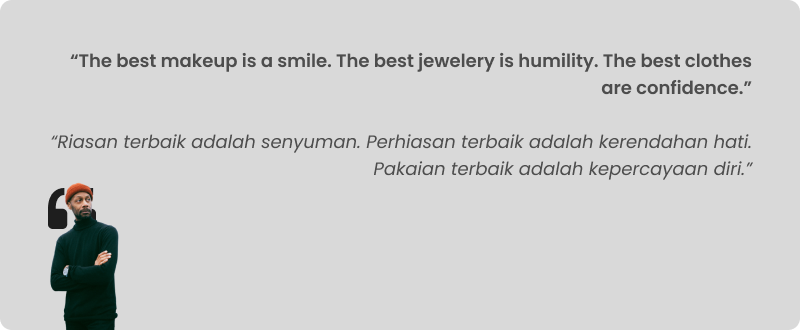 “The best makeup is a smile. The best jewelery is humility. The best clothes
are confidence.”
“Riasan terbaik adalah senyuman. Perhiasan terbaik adalah kerendahan hati.
Pakaian terbaik adalah kepercayaan diri.”